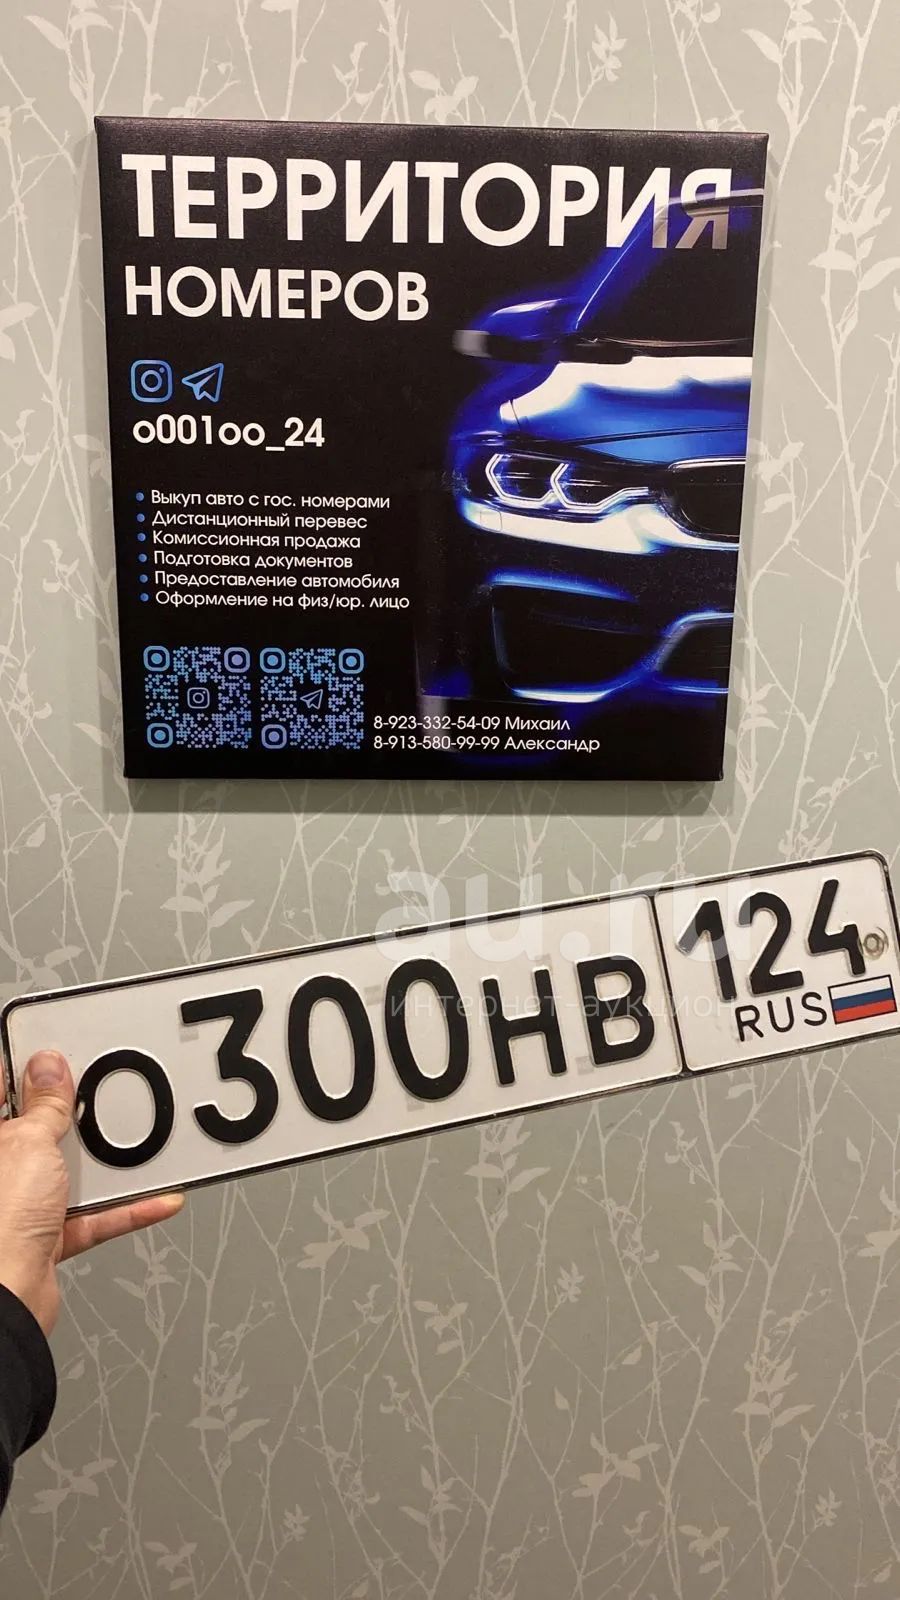 ТЕРРИТОРИЯ
НОМЕРОВ
o001oo_24
• Выкуп авто с гос. номерами
• Дистанционный перевес
• Комиссионная продажа
• Подготовка документов
• Предоставление автомобиля
• Оформление на физ/юр. лицо
8-923-332-54-09 Михаил
8-913-580-99-99 Александр
au.ru
интернет-аукцион
О300НВ 124
RUS